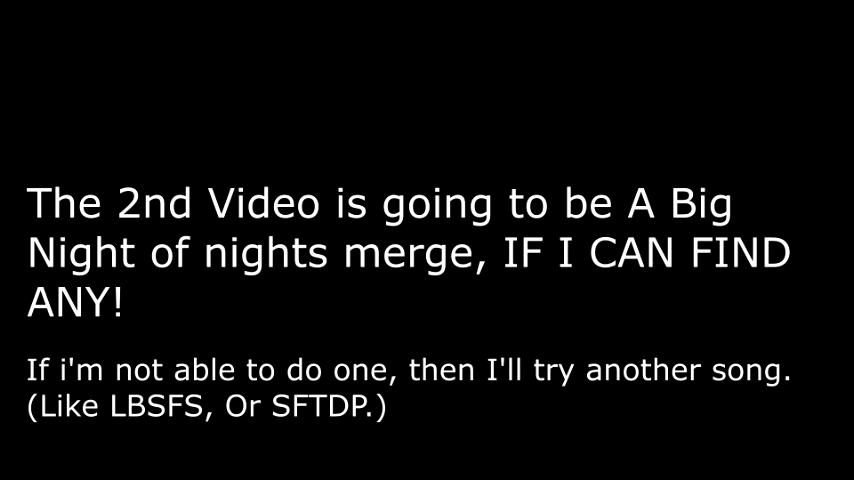 The 2nd Video is going to be A Big
Night of nights merge, IF I CAN FIND
ANY!
If i'm not able to do one, then I'll try another song.
(Like LBSFS, Or SFTDP.)